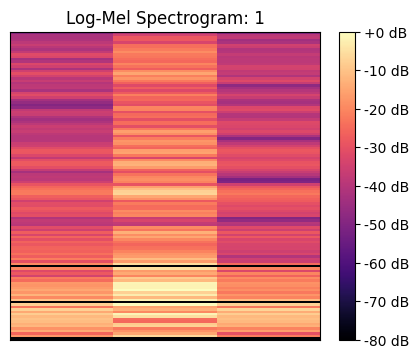 Log-Mel Spectrogram: 1
+0 dB
-10 dB
-20 dB
-30 dB
-40 dB
-50 dB
-60 dB
-70 dB
-80 dB